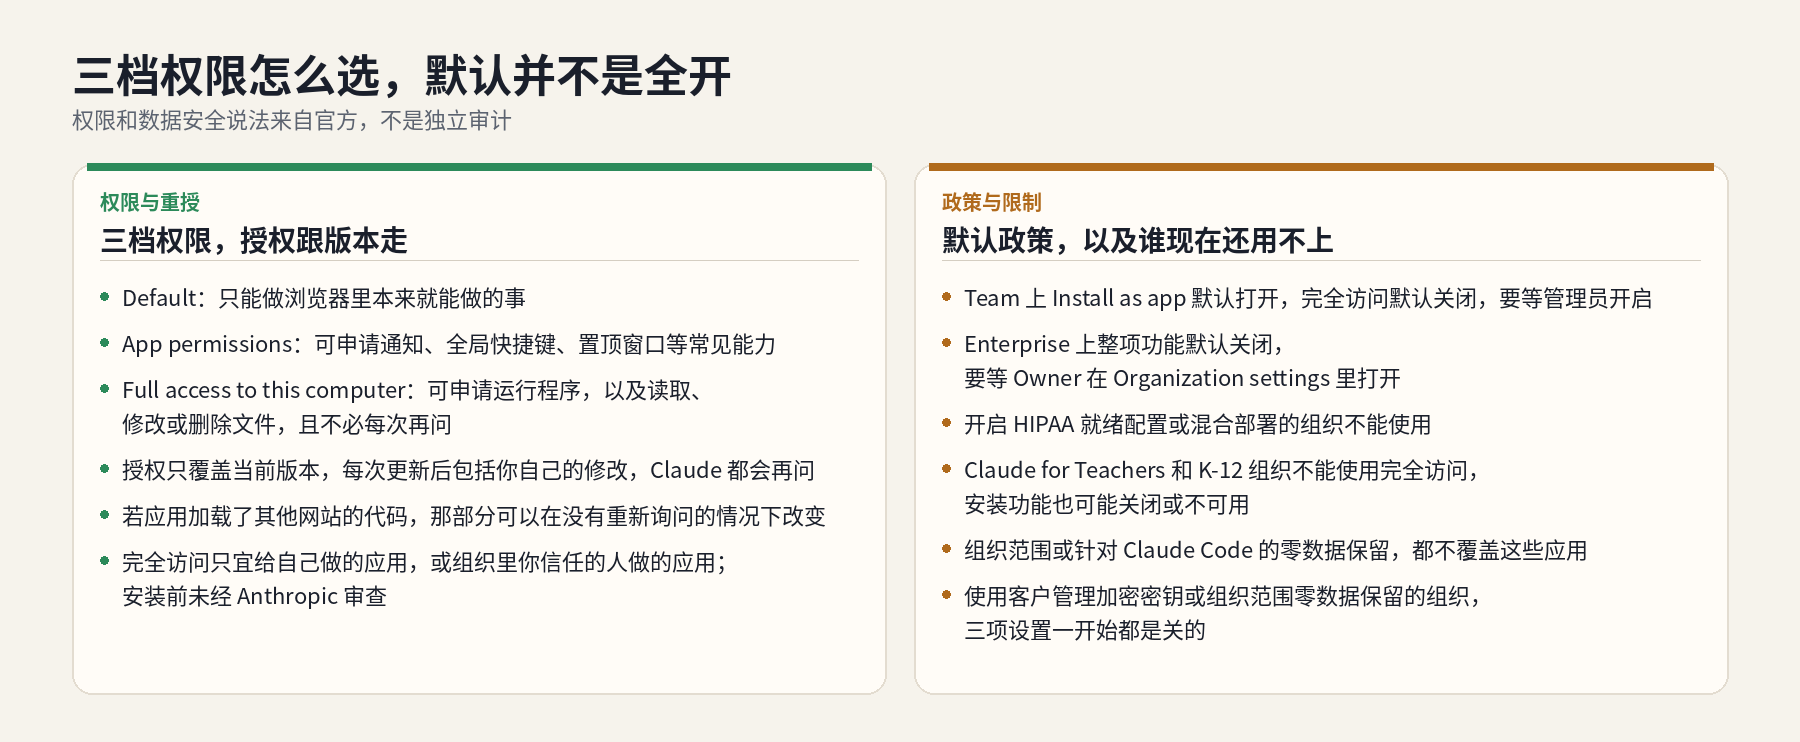 三档权限怎么选，默认并不是全开
权限和数据安全说法来自官方，不是独立审计
权限与重授
三档权限，授权跟版本走
Default：只能做浏览器里本来就能做的事
App permissions：可申请通知、全局快捷键、置顶窗口等常见能力
Full access to this computer：可申请运行程序，以及读取、
修改或删除文件，且不必每次再问
授权只覆盖当前版本，每次更新后包括你自己的修改，Claude 都会再问
若应用加载了其他网站的代码，那部分可以在没有重新询问的情况下改变
完全访问只宜给自己做的应用，或组织里你信任的人做的应用；
安装前未经 Anthropic 审查
政策与限制
默认政策，以及谁现在还用不上
Team 上 Install as app 默认打开，完全访问默认关闭，要等管理员开启
Enterprise 上整项功能默认关闭，
要等 Owner 在 Organization settings 里打开
开启 HIPAA 就绪配置或混合部署的组织不能使用
Claude for Teachers 和 K-12 组织不能使用完全访问，
安装功能也可能关闭或不可用
组织范围或针对 Claude Code 的零数据保留，都不覆盖这些应用
使用客户管理加密密钥或组织范围零数据保留的组织，
三项设置一开始都是关的